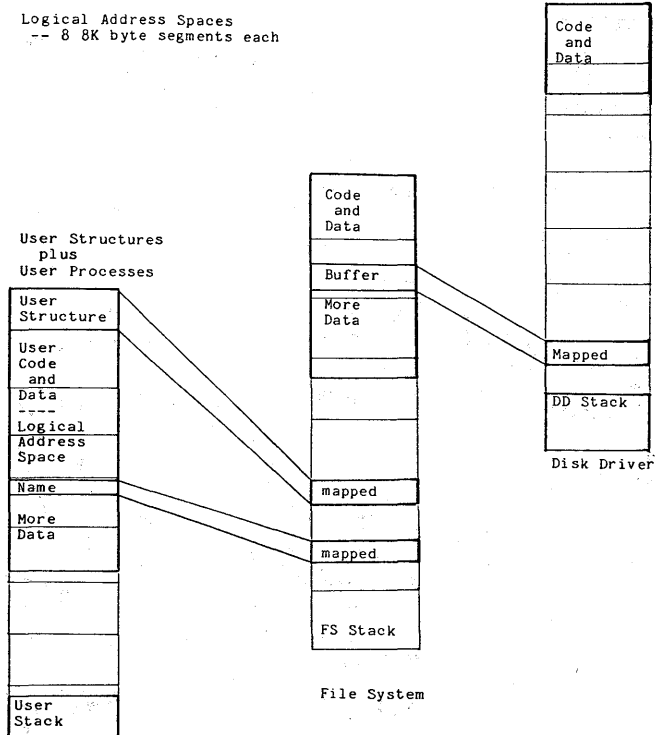 Logical Address Spaces
-- 8 8K byte segments each
Code
and
Data
Mapped
DD Stack
Disk Driver
Code
and
Data
Buffer
More
Data
mapped
mapped
FS Stack
File System
User Structures
plus
User Processes
User
Structure
User
Code
and
Data
----
Logical
Address
Space
Name
More
Data
User
Stack